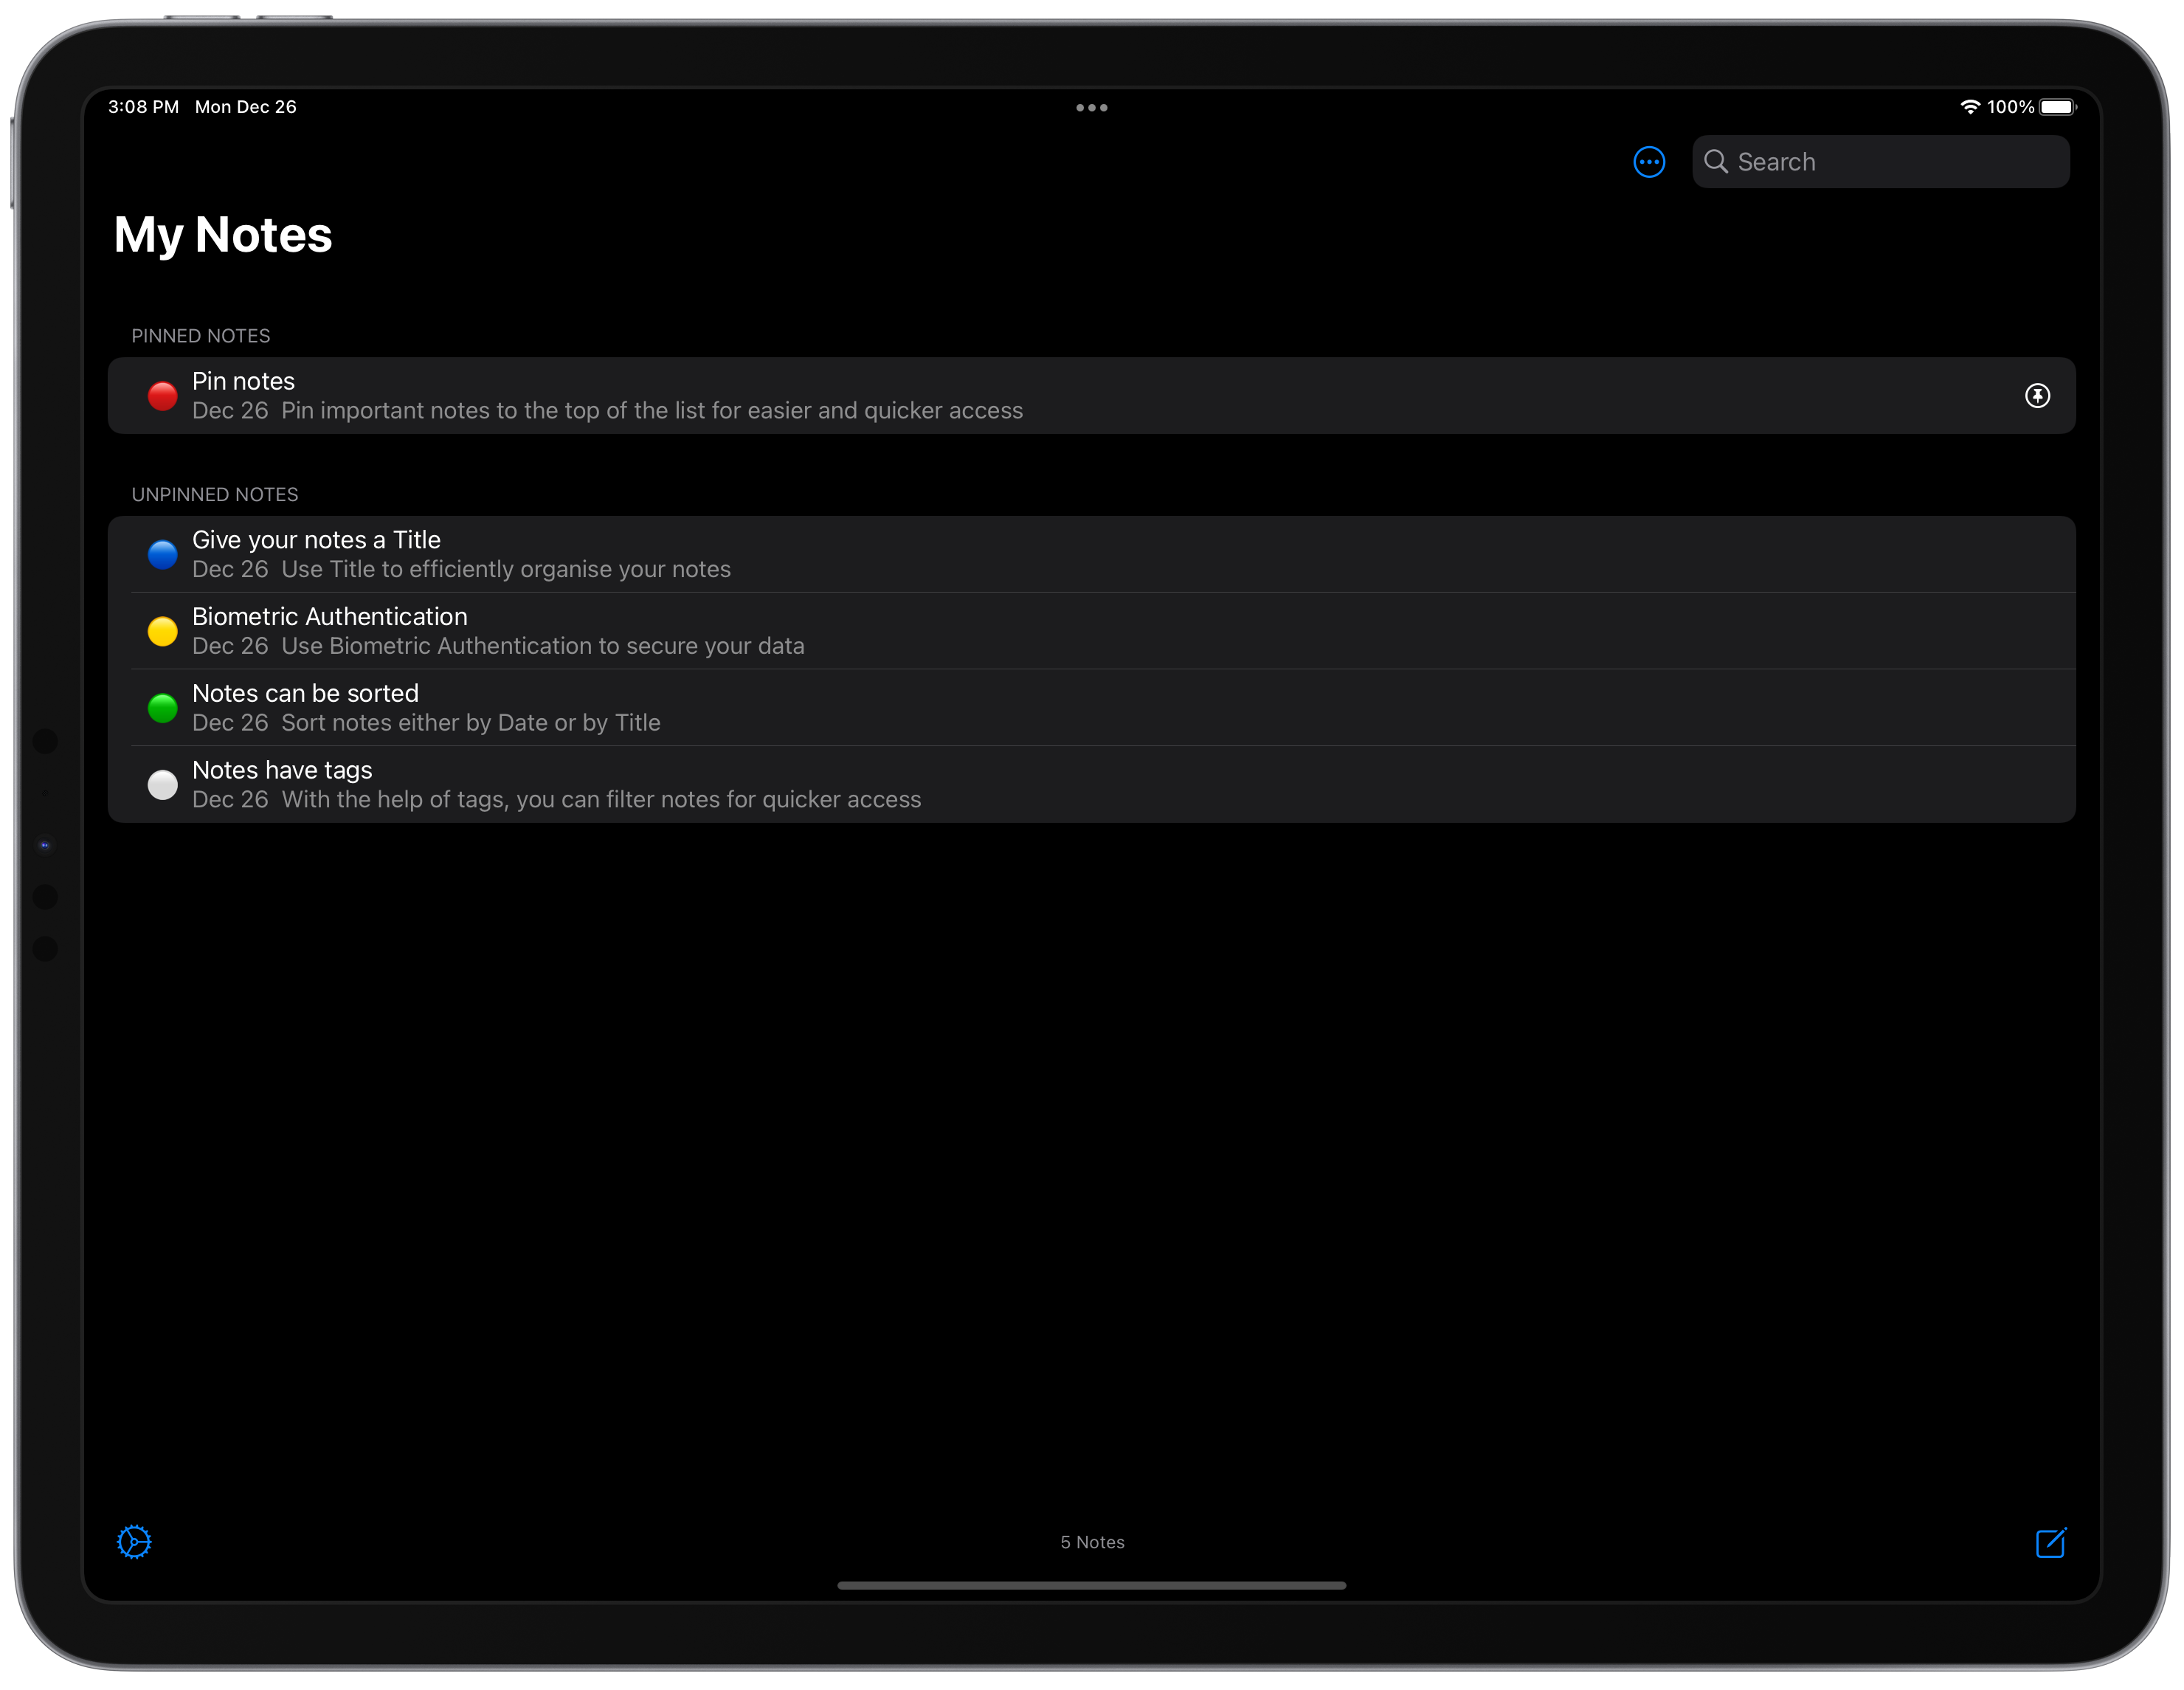 3:08 PM Mon Dec 26
100%
Search
My Notes
PINNED NOTES
Pin notes
Dec 26 Pin important notes to the top of the list for easier and quicker access
UNPINNED NOTES
Give your notes a Title
Dec 26 Use Title to efficiently organise your notes
Biometric Authentication
Dec 26 Use Biometric Authentication to secure your data
Notes can be sorted
Dec 26 Sort notes either by Date or by Title
Notes have tags
Dec 26 With the help of tags, you can filter notes for quicker access
5 Notes